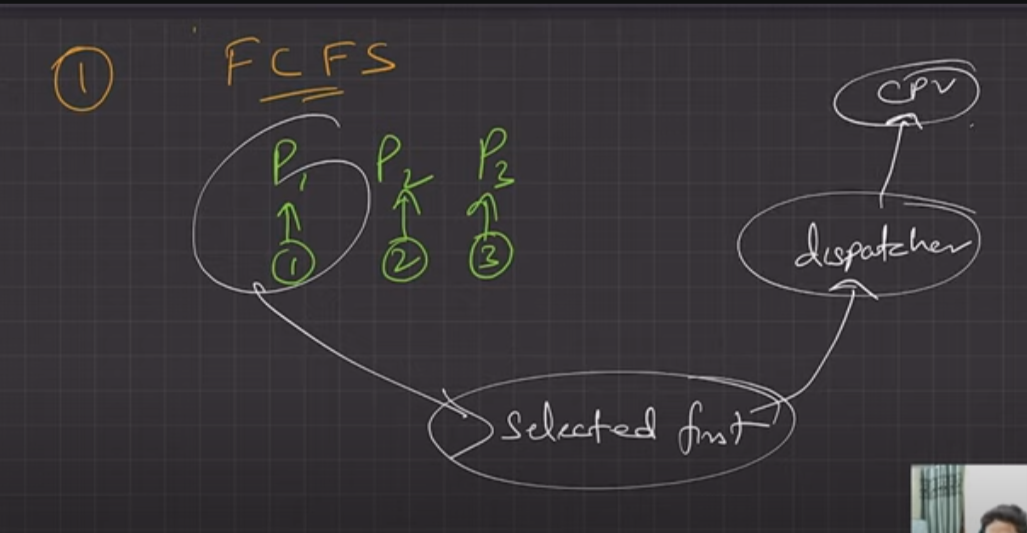 ① FCFS
P₁ P₂ P₃
① ② ③
CPU
dispatcher
selected first